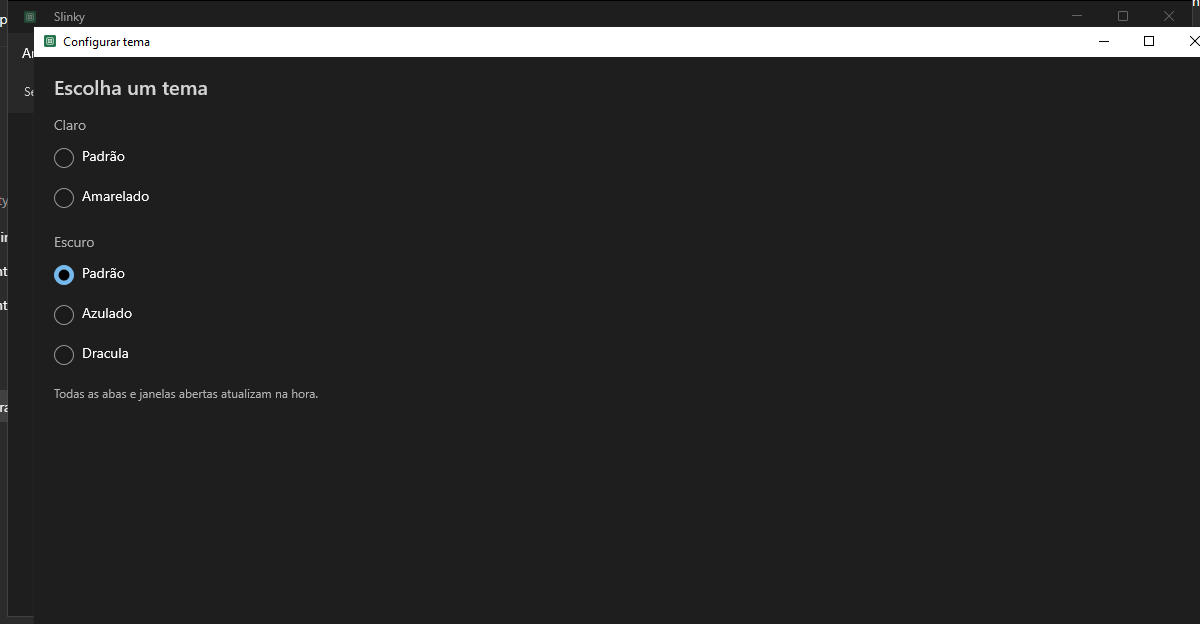 Slinky
Configurar tema
Escolha um tema
Claro
Padrão
Amarelado
Escuro
Padrão
Azulado
Dracula
Todas as abas e janelas abertas atualizam na hora.